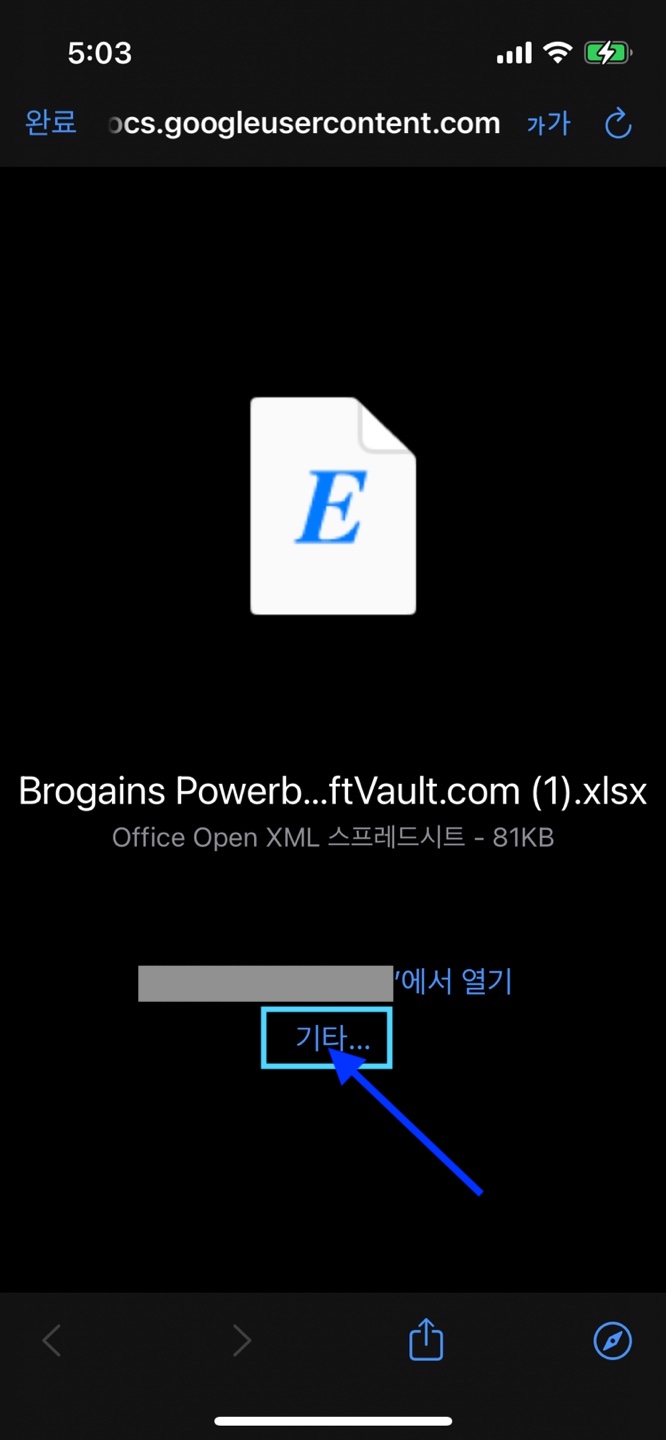 5:03
완료 ocs.googleusercontent.com 가가
E
Brogains Powerb...ftVault.com (1).xlsx
Office Open XML 스프레드시트 - 81KB
'에서 열기
기타...